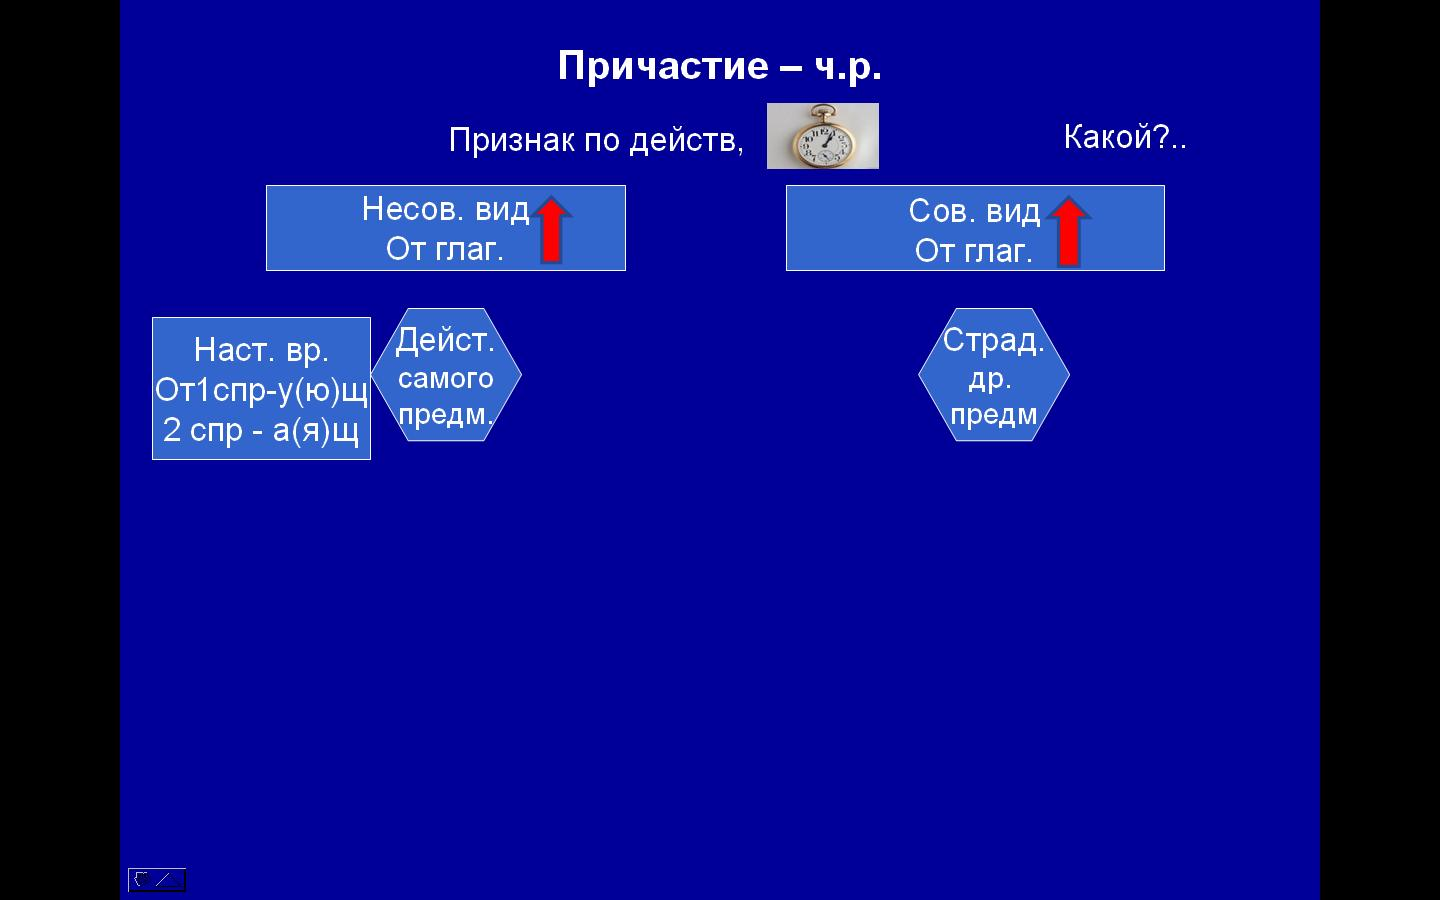 Причастие – ч.р.
Признак по действ,
Какой?..
Несов. вид
От глаг.
Сов. вид
От глаг.
Наст. вр.
От1спр-у(ю)щ
2 спр - а(я)щ
Дейст.
самого
предм.
Страд.
др.
предм